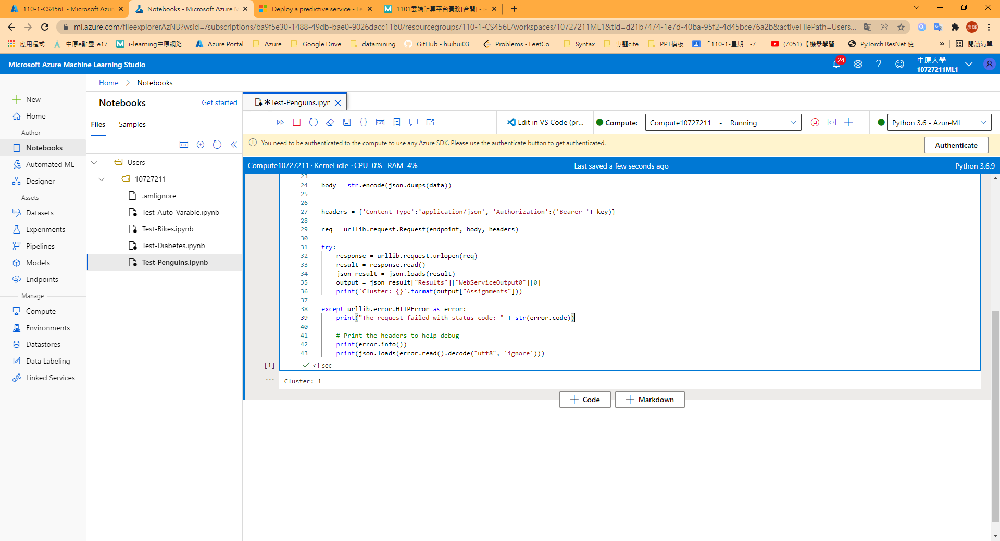 110-1-CS456L - Microsoft Azur
Notebooks - Microsoft Azure M
Deploy a predictive service - Le
1101雲端計算平台實務[合開] - i-
ml.azure.com/fileexplorerAzNB?wsid=/subscriptions/ba9f5e30-1488-49db-bae0-9026dacc11b0/resourcegroups/110-1-CS456L/workspaces/10727211ML1&tid=d21b7474-1e7d-40ba-95f2-4d45bce76a2b&activeFilePath=Users...
應用程式
中原e點靈_e17
i-learning中原網路...
Azure Portal
Azure
Google Drive
datamining
GitHub - huihui03...
Problems - LeetCo...
Syntax
專題cite
PPT模板
「110-1-星期一-7....
(7051)【機器學習...
PyTorch ResNet 使...
»
閱讀清單
Microsoft Azure Machine Learning Studio
24
中原大學
10727211ML1
Home > Notebooks
New
Home
Author
Notebooks
Automated ML
Designer
Assets
Datasets
Experiments
Pipelines
Models
Endpoints
Manage
Compute
Environments
Datastores
Data Labeling
Linked Services
Notebooks
Get started
Files
Samples
Users
10727211
.amlignore
Test-Auto-Varable.ipynb
Test-Bikes.ipynb
Test-Diabetes.ipynb
Test-Penguins.ipynb
*Test-Penguins.ipyr
Edit in VS Code (pr...
Compute:
Compute10727211 - Running
Python 3.6 - AzureML
You need to be authenticated to the compute to use any Azure SDK. Please use the authenticate button to get authenticated.
Authenticate
Compute10727211 · Kernel idle · CPU 0% RAM 4%
Last saved a few seconds ago
Python 3.6.9
23
24 body = str.encode(json.dumps(data))
25
26
27 headers = {'Content-Type':'application/json', 'Authorization':('Bearer '+ key)}
28
29 req = urllib.request.Request(endpoint, body, headers)
30
31 try:
32 response = urllib.request.urlopen(req)
33 result = response.read()
34 json_result = json.loads(result)
35 output = json_result["Results"]["WebServiceOutput0"][0]
36 print('Cluster: {}'.format(output["Assignments"]))
37
38 except urllib.error.HTTPError as error:
39 print("The request failed with status code: " + str(error.code))
40
41 # Print the headers to help debug
42 print(error.info())
43 print(json.loads(error.read().decode("utf8", 'ignore')))
[1]
<1 sec
Cluster: 1
Code
Markdown